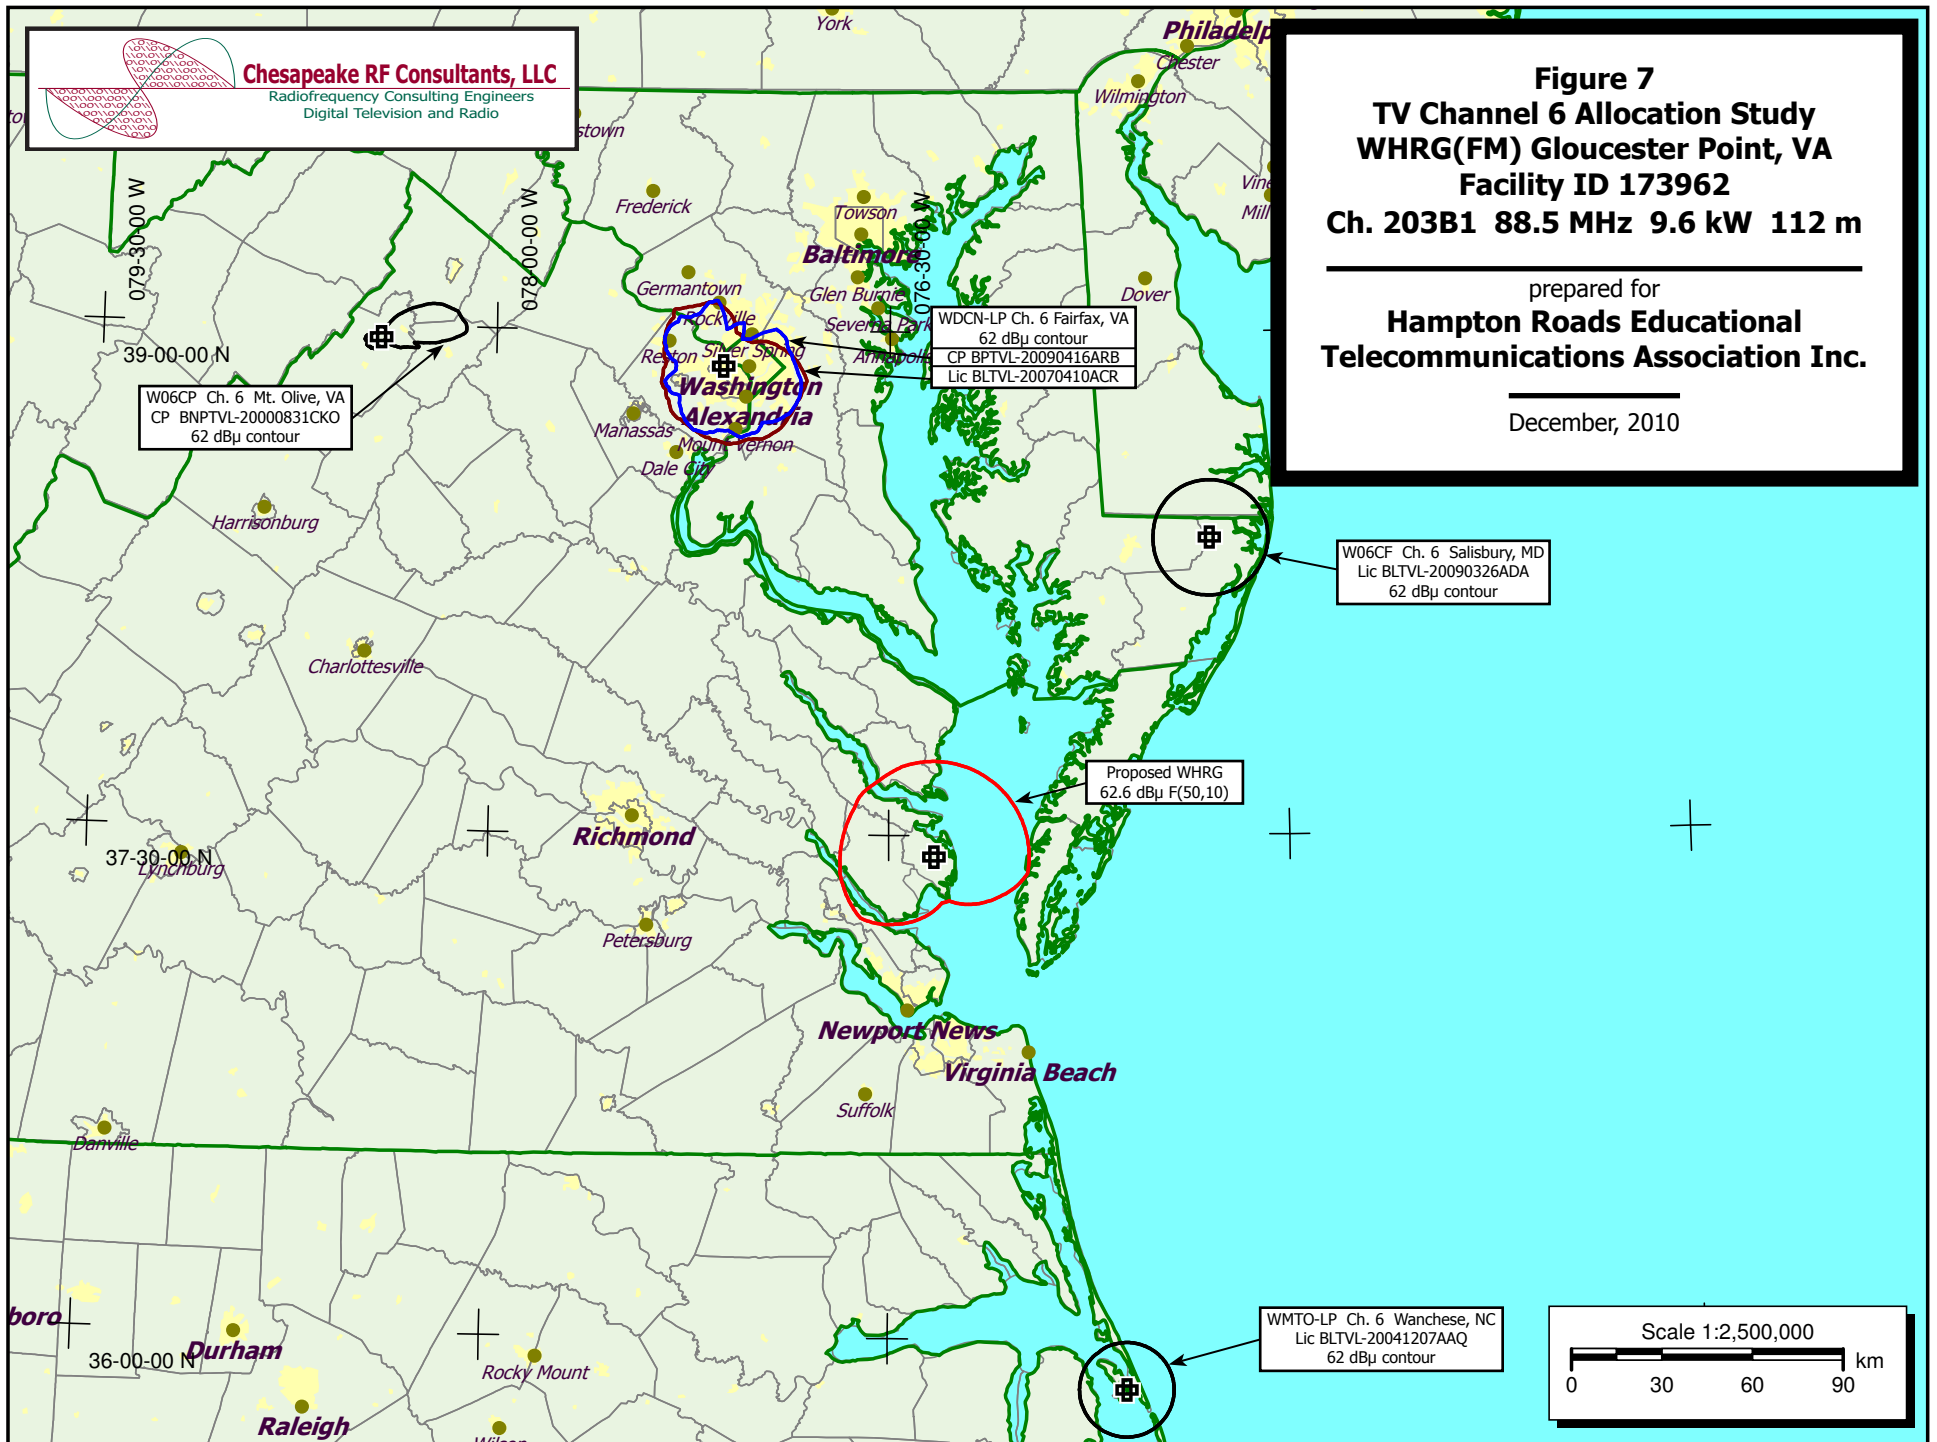 Chesapeake RF Consultants, LLC
Radiofrequency Consulting Engineers
Digital Television and Radio
Figure 7
TV Channel 6 Allocation Study
WHRG(FM) Gloucester Point, VA
Facility ID 173962
Ch. 203B1 88.5 MHz 9.6 kW 112 m
prepared for
Hampton Roads Educational
Telecommunications Association Inc.
December, 2010
York
Philadelp
Chester
Wilmington
stown
Frederick
Towson
Baltimore
Vine
Mill
079-30-00 W
078-00-00 W
076-30-00 W
Germantown
Glen Burnie
Dover
Rockville
Severna Park
Reston
Silver Spring
Annapolis
39-00-00 N
WDCN-LP Ch. 6 Fairfax, VA
62 dBµ contour
CP BPTVL-20090416ARB
Lic BLTVL-20070410ACR
W06CP Ch. 6 Mt. Olive, VA
CP BNPTVL-20000831CKO
62 dBµ contour
Washington
Alexandria
Manassas
Mount Vernon
Dale City
Harrisonburg
W06CF Ch. 6 Salisbury, MD
Lic BLTVL-20090326ADA
62 dBµ contour
Charlottesville
Proposed WHRG
62.6 dBµ F(50,10)
Richmond
37-30-00 N
Lynchburg
Petersburg
Newport News
Virginia Beach
Suffolk
Danville
WMTO-LP Ch. 6 Wanchese, NC
Lic BLTVL-20041207AAQ
62 dBµ contour
boro
Durham
36-00-00 N
Rocky Mount
Raleigh
Wilson
Scale 1:2,500,000
km
0 30 60 90